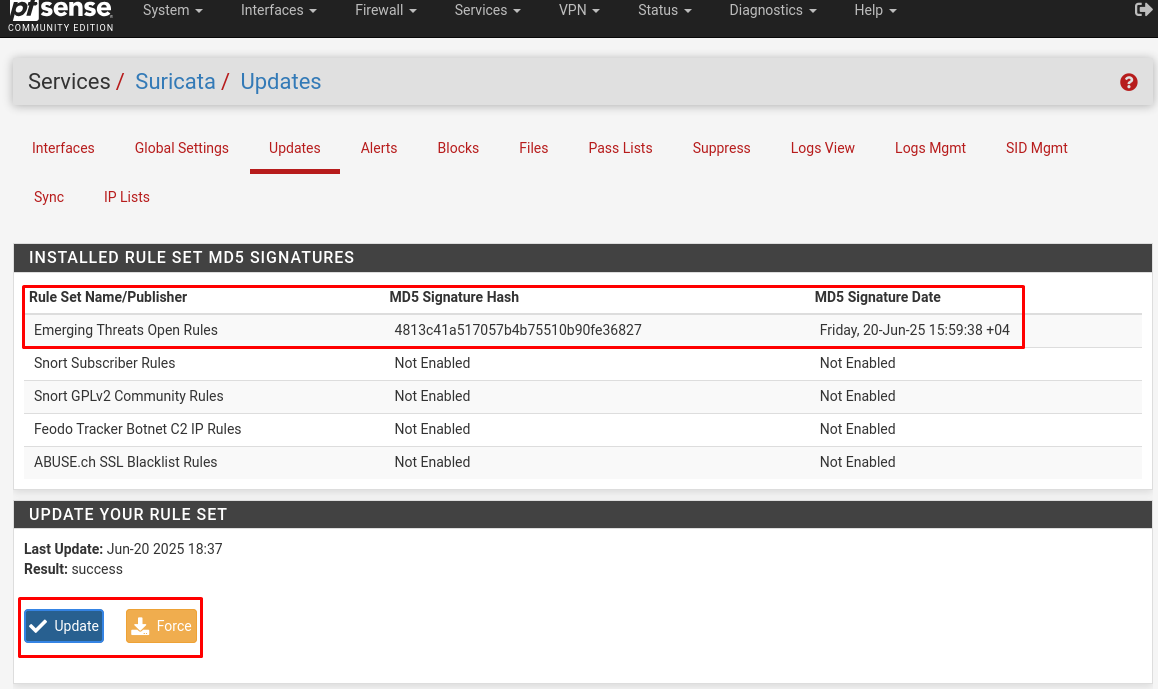 pfsense
COMMUNITY EDITION
System Interfaces Firewall Services VPN Status Diagnostics Help
Services / Suricata / Updates
Interfaces Global Settings Updates Alerts Blocks Files Pass Lists Suppress Logs View Logs Mgmt SID Mgmt
Sync IP Lists
INSTALLED RULE SET MD5 SIGNATURES
Rule Set Name/Publisher MD5 Signature Hash MD5 Signature Date
Emerging Threats Open Rules 4813c41a517057b4b75510b90fe36827 Friday, 20-Jun-25 15:59:38 +04
Snort Subscriber Rules Not Enabled Not Enabled
Snort GPLv2 Community Rules Not Enabled Not Enabled
Feodo Tracker Botnet C2 IP Rules Not Enabled Not Enabled
ABUSE.ch SSL Blacklist Rules Not Enabled Not Enabled
UPDATE YOUR RULE SET
Last Update: Jun-20 2025 18:37
Result: success
Update Force